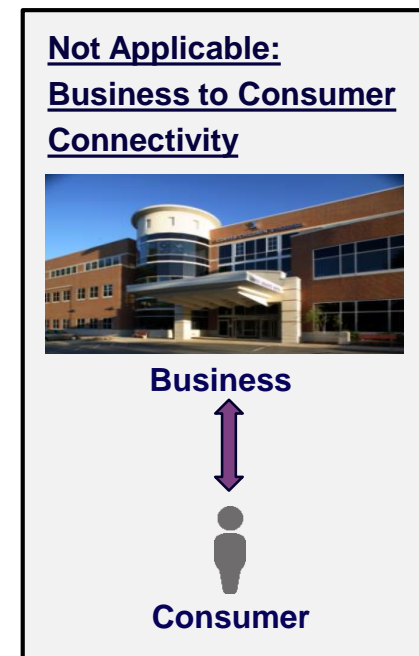 Not Applicable:
Business to Consumer
Connectivity
Business
Consumer